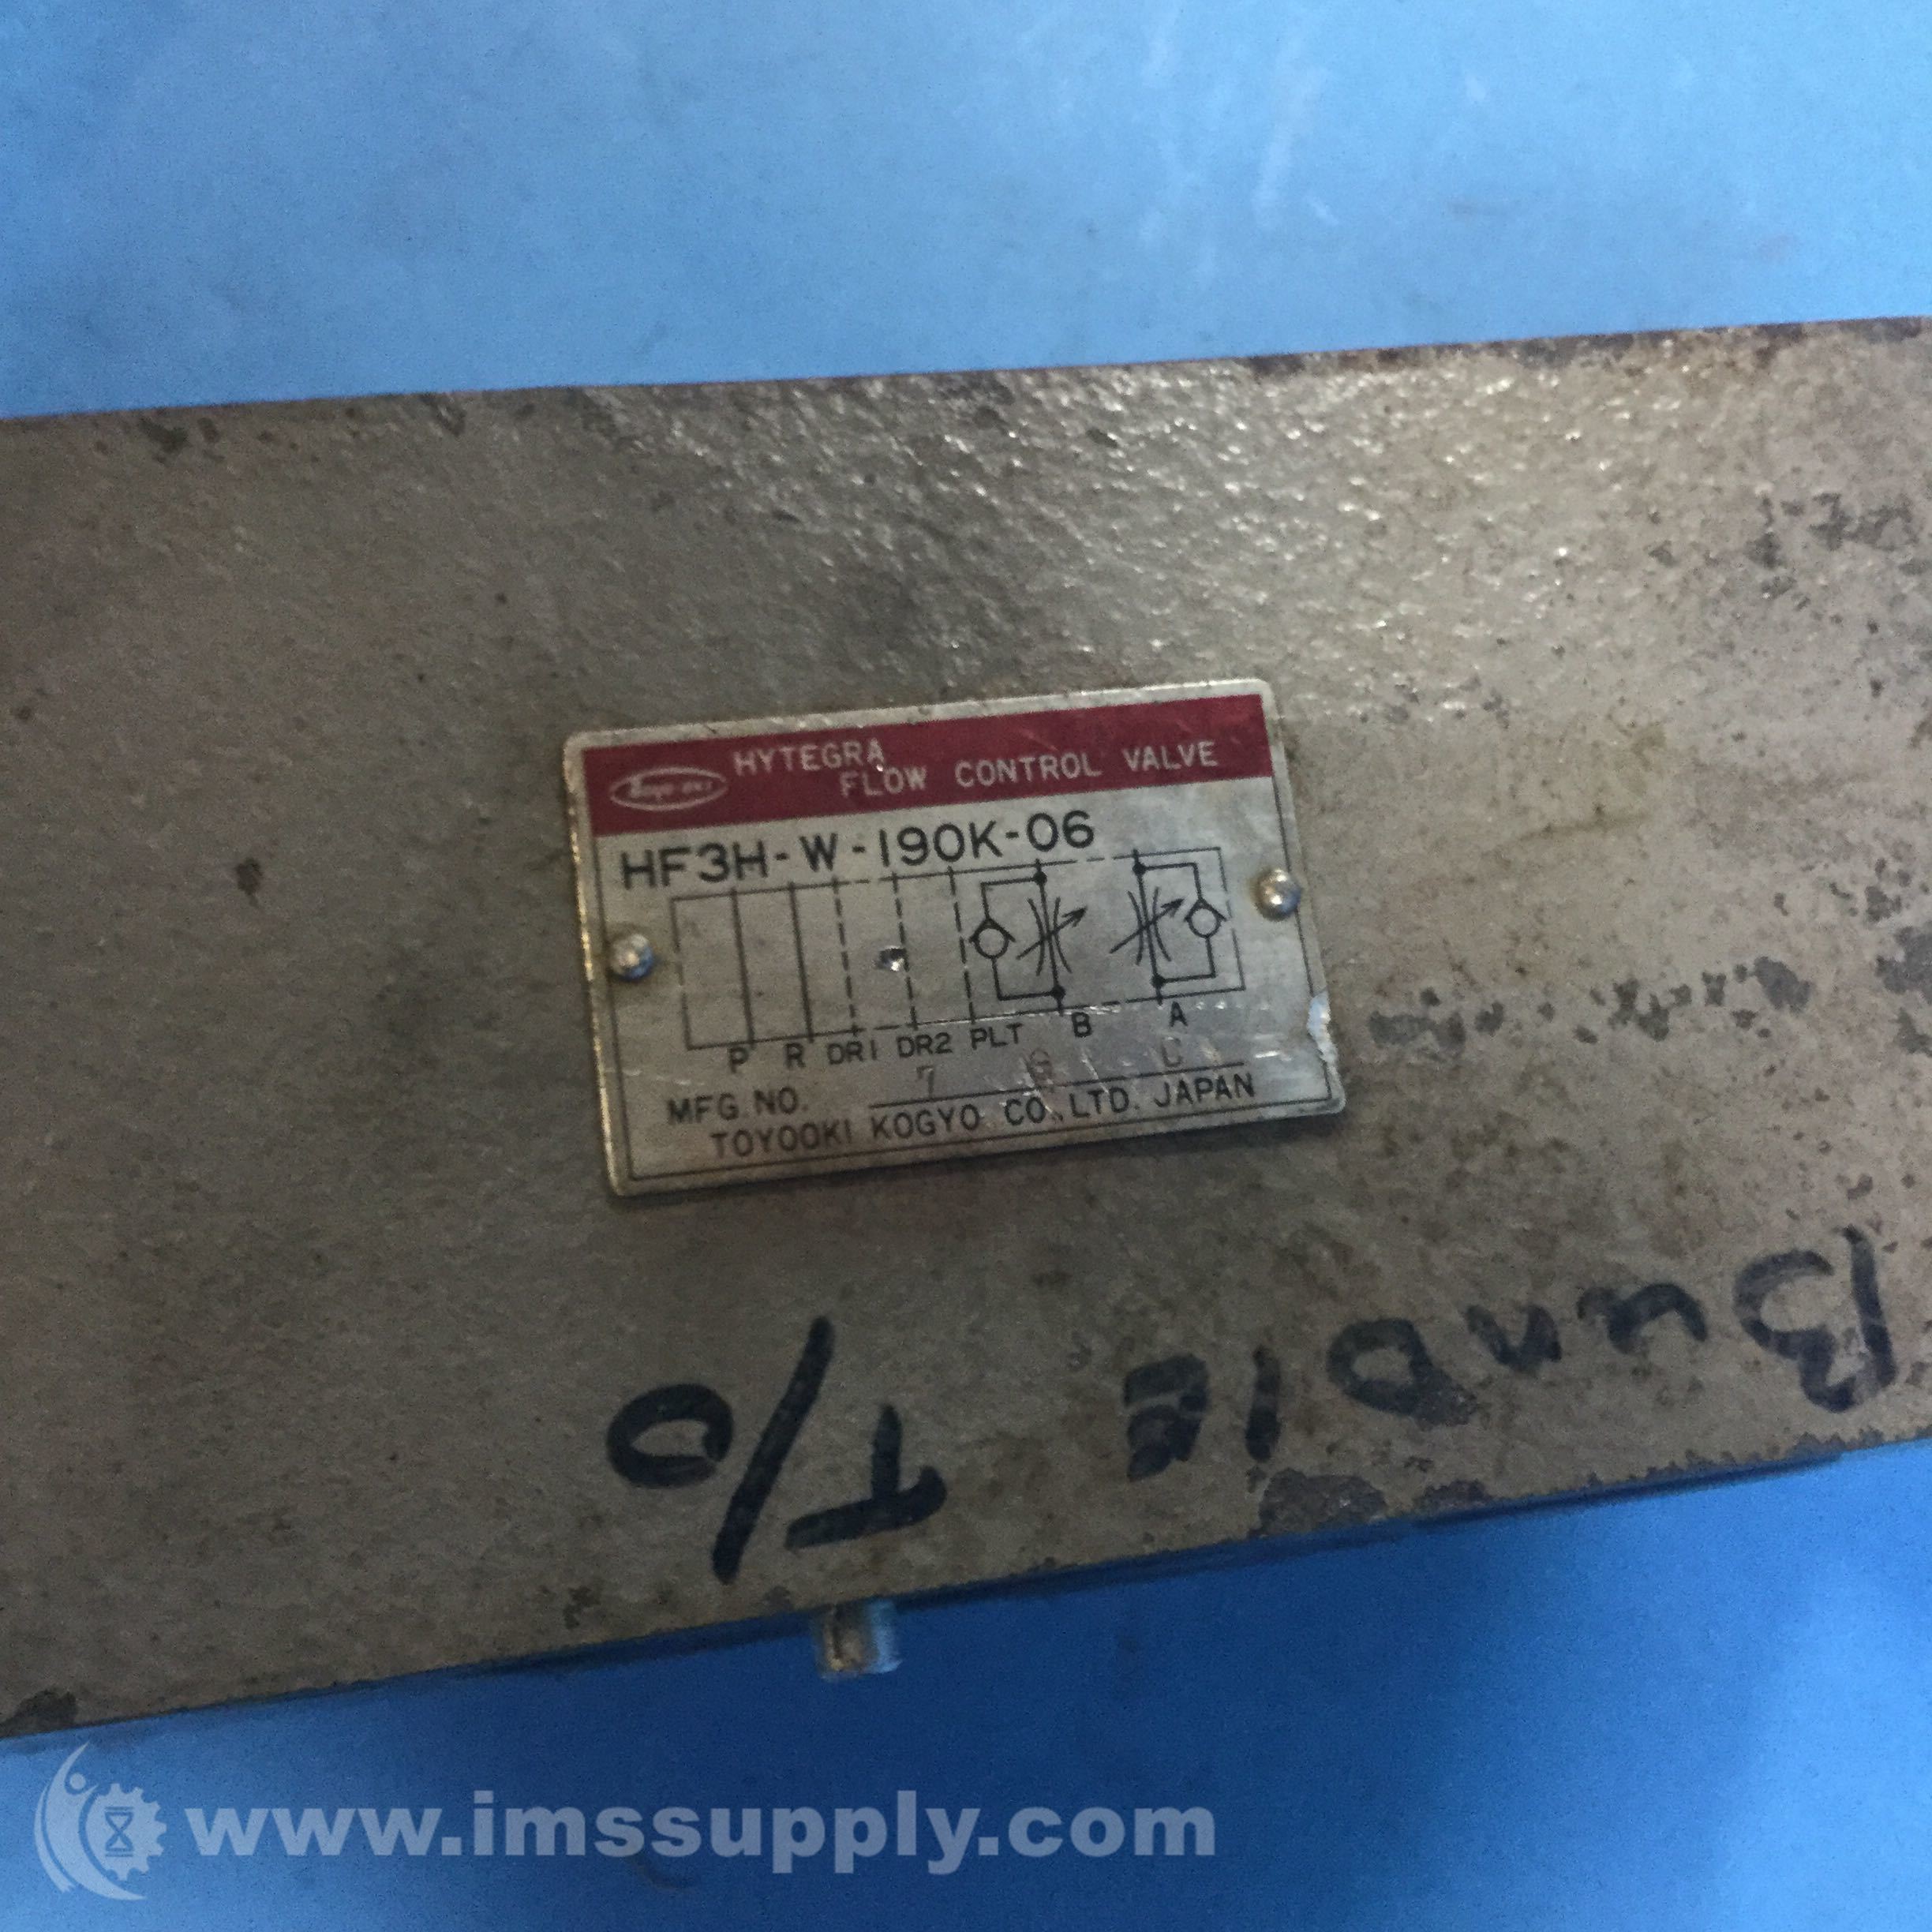 HYTEGRA
FLOW CONTROL VALVE
HF3H-W-190K-06
P R DR1 DR2 PLT B A
MFG NO. 7
TOYOOKI KOGYO CO.,LTD. JAPAN
BunDlE T/O
www.imssupply.com